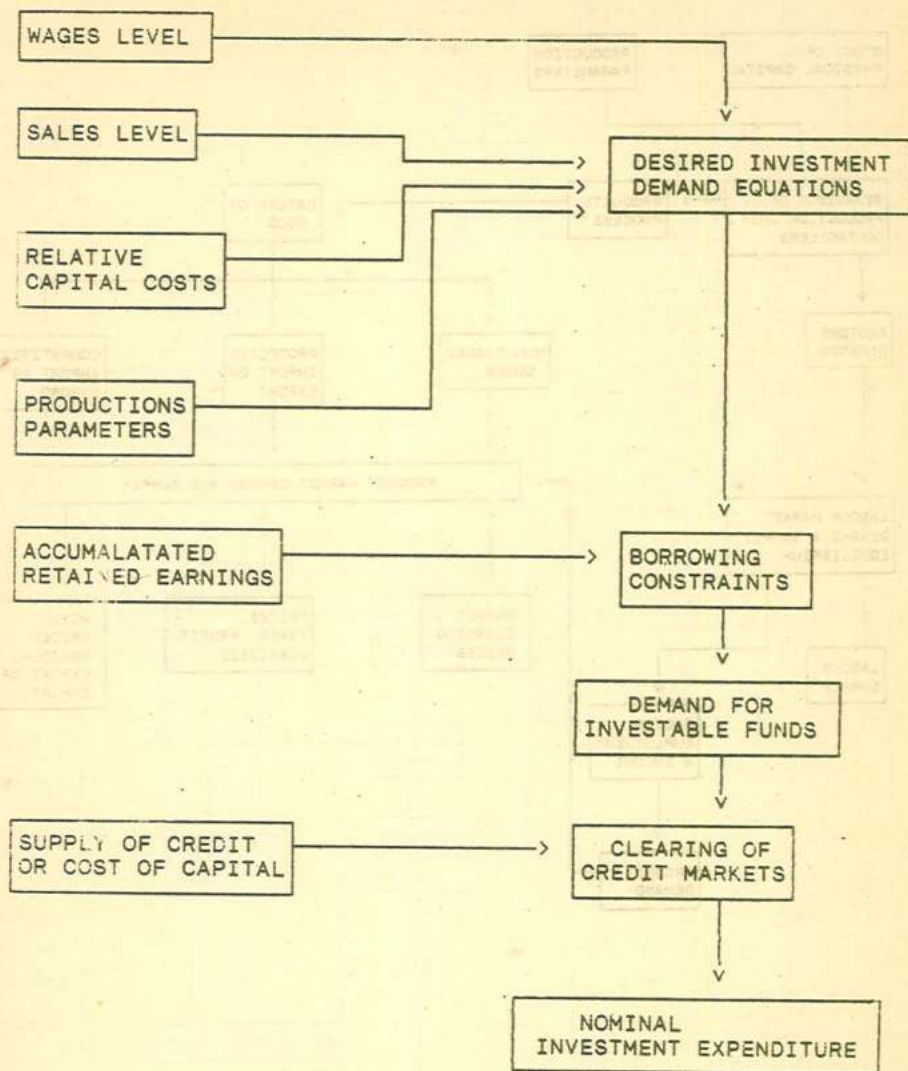 WAGES LEVEL
SALES LEVEL
DESIRED INVESTMENT
DEMAND EQUATIONS
RELATIVE
CAPITAL COSTS
PRODUCTIONS
PARAMETERS
ACCUMALATATED
RETAINED EARNINGS
BORROWING
CONSTRAINTS
DEMAND FOR
INVESTABLE FUNDS
SUPPLY OF CREDIT
OR COST OF CAPITAL
CLEARING OF
CREDIT MARKETS
NOMINAL
INVESTMENT EXPENDITURE